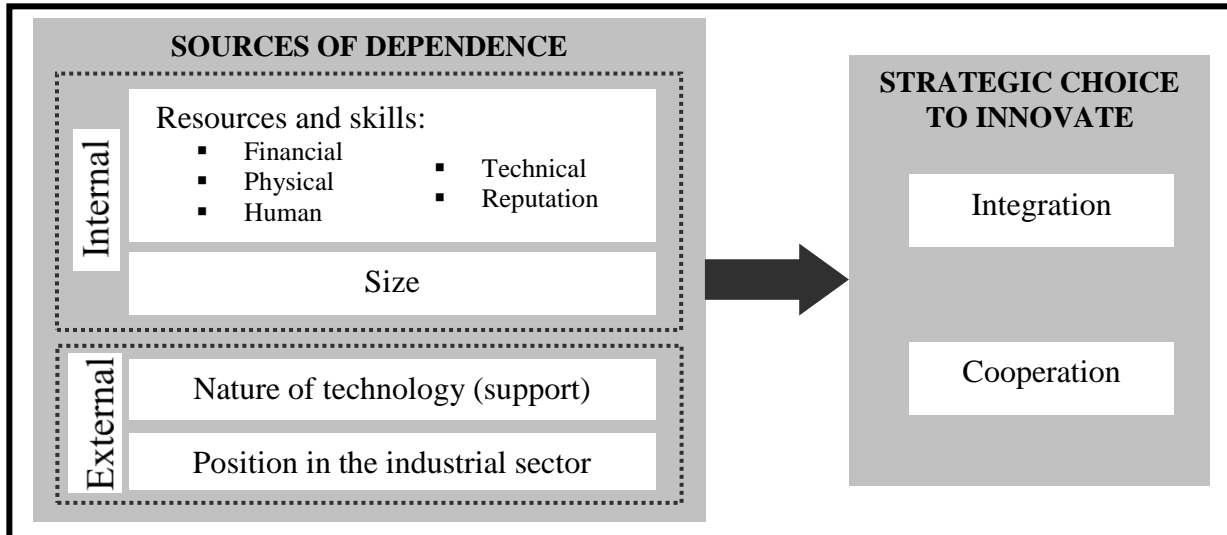 SOURCES OF DEPENDENCE
Internal
Resources and skills:
▪ Financial
▪ Physical
▪ Human
▪ Technical
▪ Reputation
Size
External
Nature of technology (support)
Position in the industrial sector
STRATEGIC CHOICE
TO INNOVATE
Integration
Cooperation